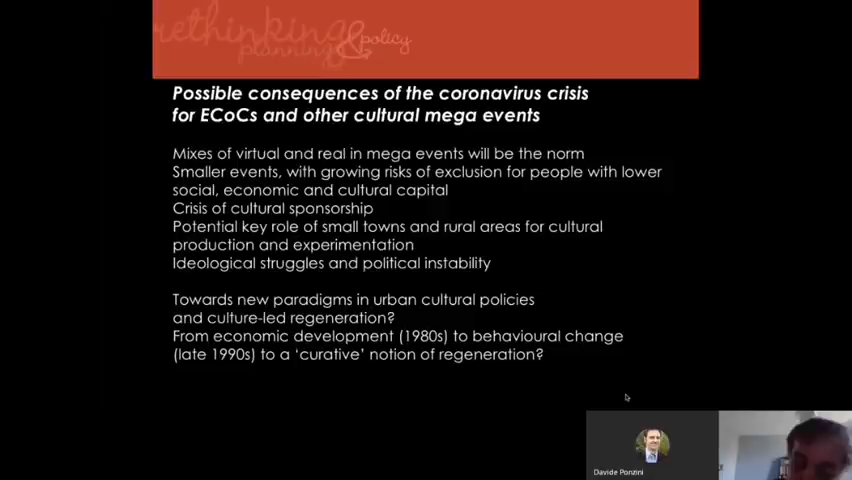 rethinking
planning & policy
Possible consequences of the coronavirus crisis
for ECoCs and other cultural mega events
Mixes of virtual and real in mega events will be the norm
Smaller events, with growing risks of exclusion for people with lower
social, economic and cultural capital
Crisis of cultural sponsorship
Potential key role of small towns and rural areas for cultural
production and experimentation
Ideological struggles and political instability
Towards new paradigms in urban cultural policies
and culture-led regeneration?
From economic development (1980s) to behavioural change
(late 1990s) to a ‘curative’ notion of regeneration?
Davide Ponzini